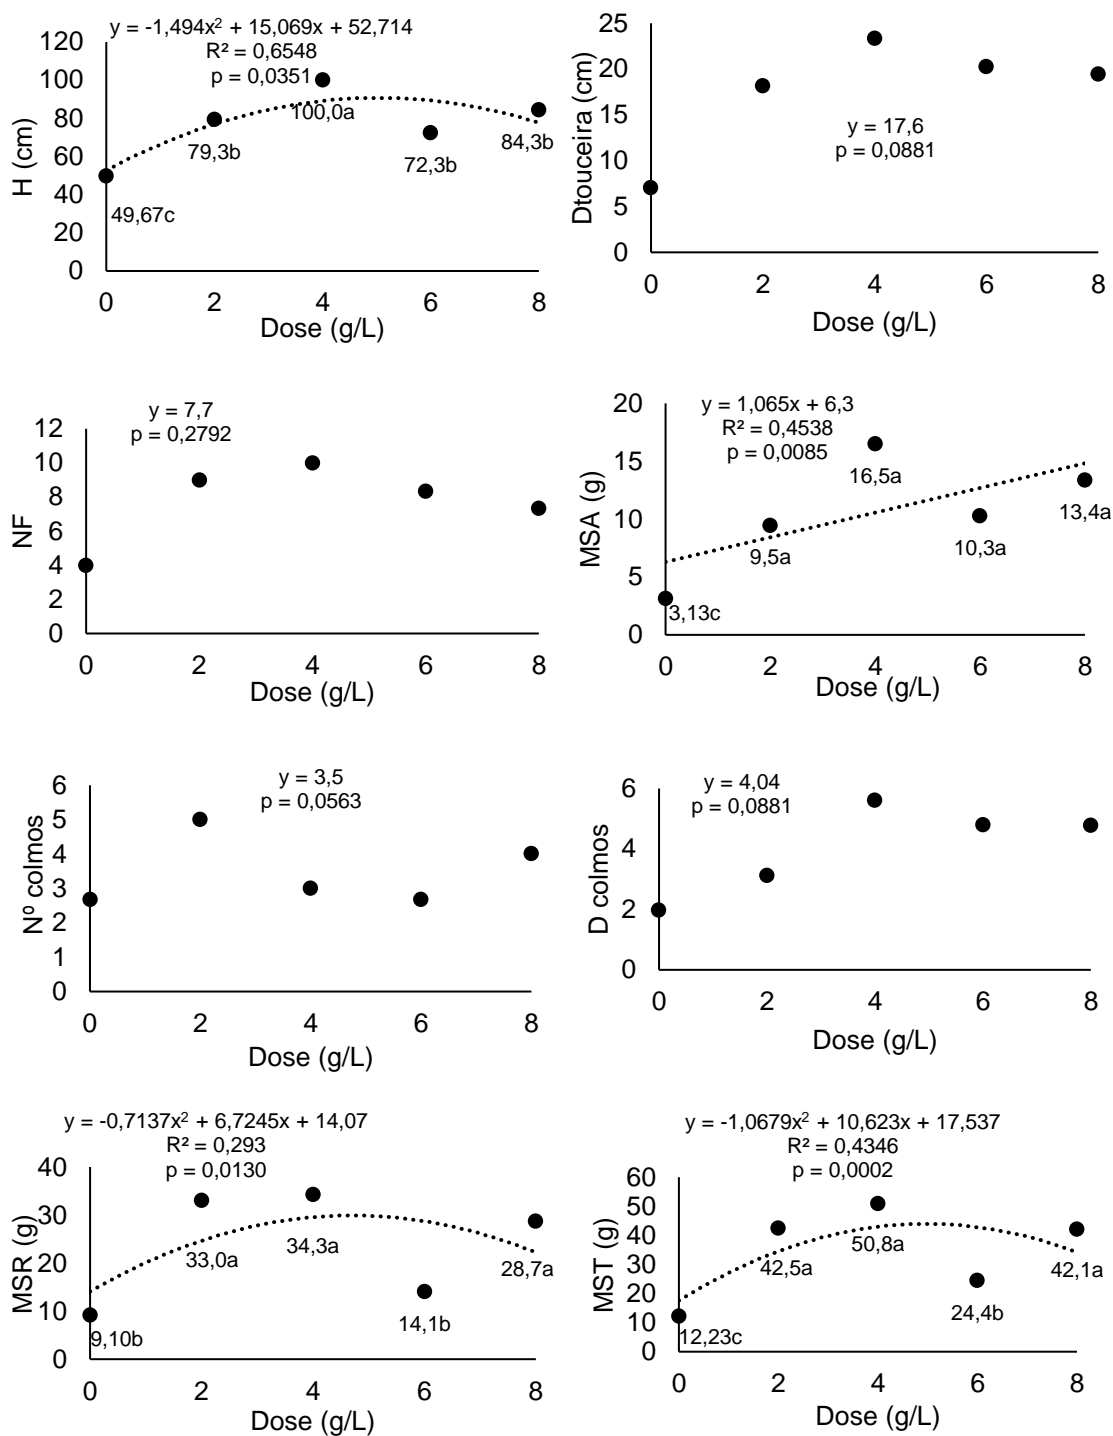 y = -1,494x² + 15,069x + 52,714
R² = 0,6548
p = 0,0351
120
100
80
60
40
20
0
H (cm)
49,67c
79,3b
100,0a
72,3b
84,3b
0 2 4 6 8
Dose (g/L)
25
20
15
10
5
0
Dtouceira (cm)
y = 17,6
p = 0,0881
0 2 4 6 8
Dose (g/L)
y = 7,7
p = 0,2792
12
10
8
6
4
2
0
NF
0 2 4 6 8
Dose (g/L)
y = 1,065x + 6,3
R² = 0,4538
p = 0,0085
20
15
10
5
0
MSA (g)
3,13c
9,5a
16,5a
10,3a
13,4a
0 2 4 6 8
Dose (g/L)
y = 3,5
p = 0,0563
6
5
4
3
2
1
0
Nº colmos
0 2 4 6 8
Dose (g/L)
y = 4,04
p = 0,0881
6
4
2
0
D colmos
0 2 4 6 8
Dose (g/L)
y = -0,7137x² + 6,7245x + 14,07
R² = 0,293
p = 0,0130
40
30
20
10
0
MSR (g)
9,10b
33,0a
34,3a
14,1b
28,7a
0 2 4 6 8
Dose (g/L)
y = -1,0679x² + 10,623x + 17,537
R² = 0,4346
p = 0,0002
60
50
40
30
20
10
0
MST (g)
12,23c
42,5a
50,8a
24,4b
42,1a
0 2 4 6 8
Dose (g/L)